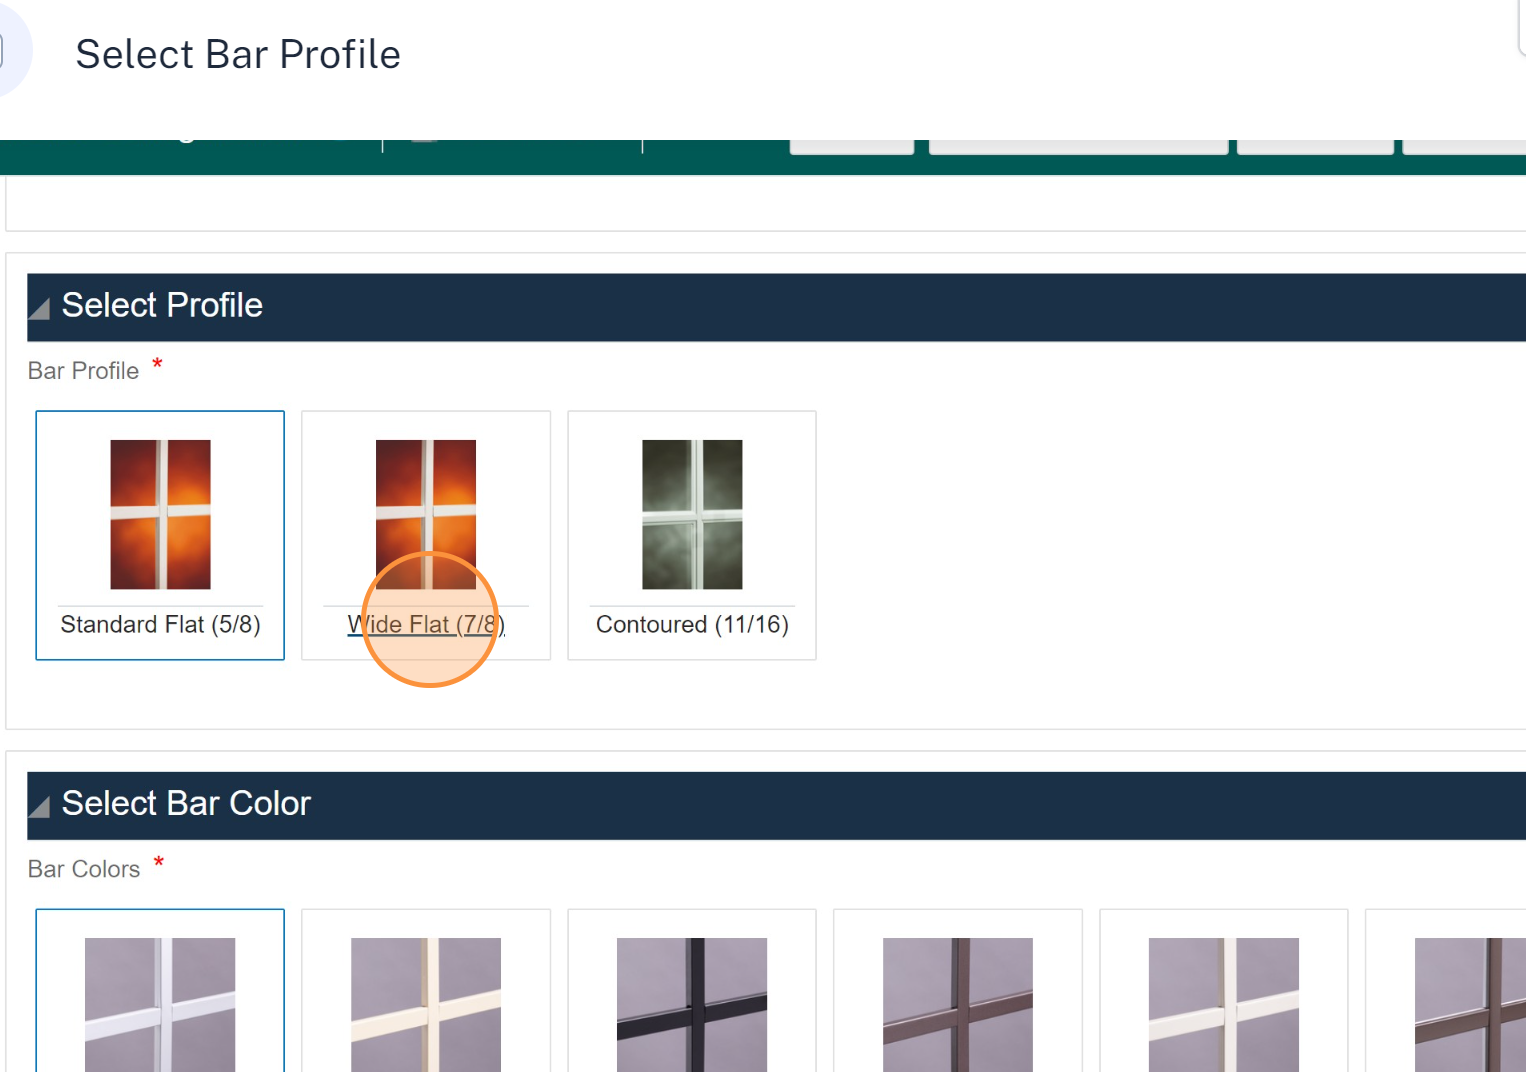 Select Bar Profile
Select Profile
Bar Profile *
Standard Flat (5/8)
Wide Flat (7/8)
Contoured (11/16)
Select Bar Color
Bar Colors *